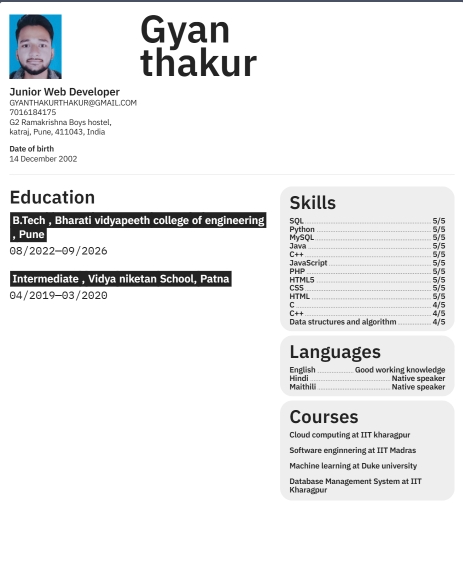 Gyan
thakur
Junior Web Developer
GYANTHAKURTHAKUR@GMAIL.COM
7016184175
G2 Ramakrishna Boys hostel,
katraj, Pune, 411043, India
Date of birth
14 December 2002
Education
B.Tech , Bharati vidyapeeth college of engineering
, Pune
08/2022—09/2026
Intermediate , Vidya niketan School, Patna
04/2019—03/2020
Skills
SQL 5/5
Python 5/5
MySQL 5/5
Java 5/5
C++ 5/5
JavaScript 5/5
PHP 5/5
HTML5 5/5
CSS 5/5
HTML 5/5
C 4/5
C++ 4/5
Data structures and algorithm 4/5
Languages
English Good working knowledge
Hindi Native speaker
Maithili Native speaker
Courses
Cloud computing at IIT kharagpur
Software enginnering at IIT Madras
Machine learning at Duke university
Database Management System at IIT
Kharagpur